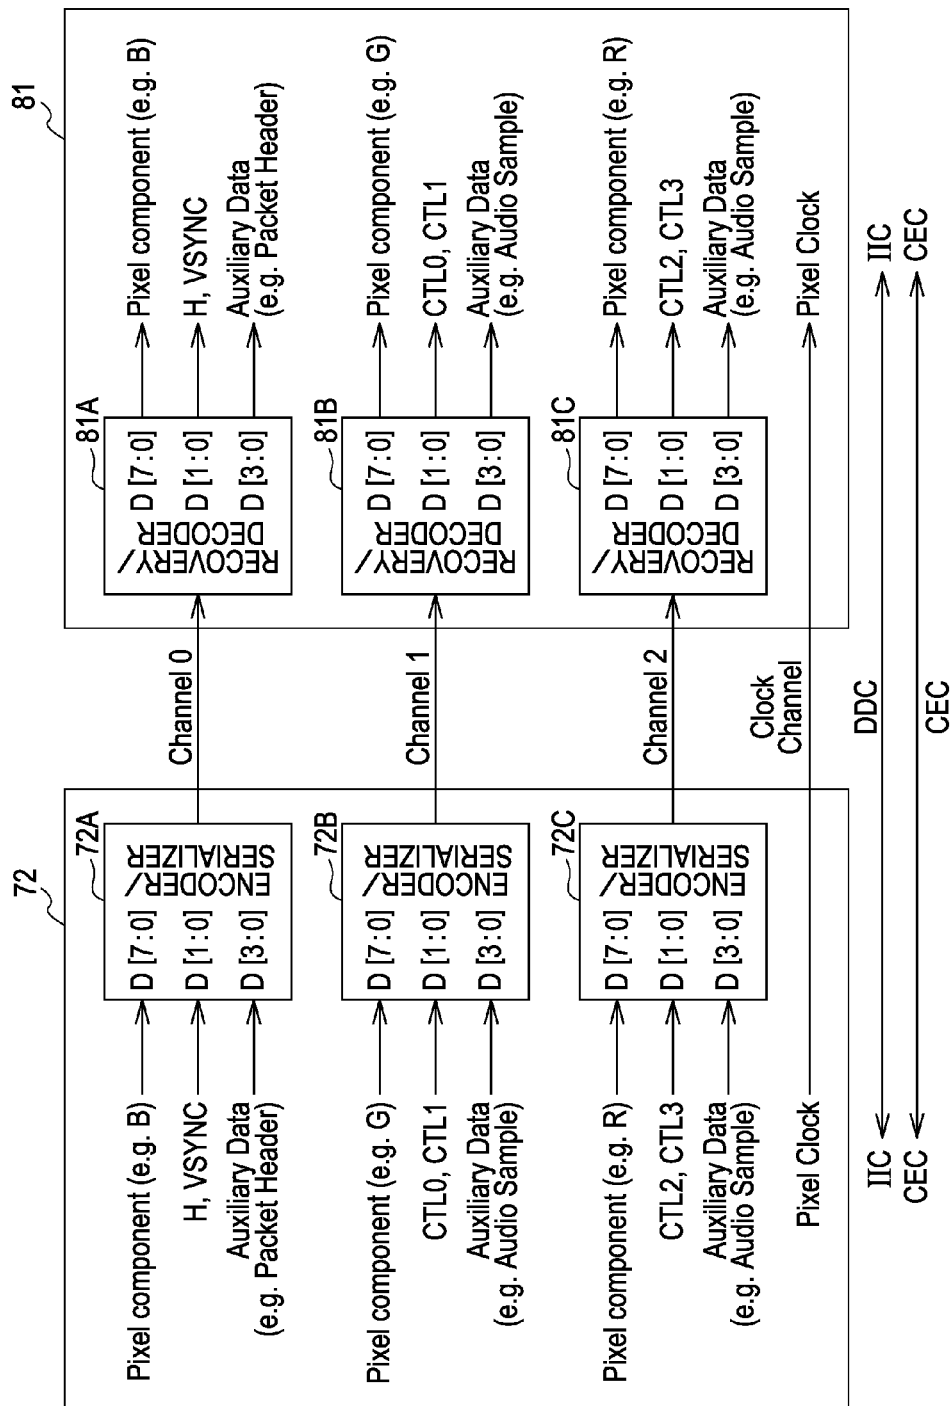 72
72A
Pixel component (e.g. B)
H, VSYNC
Auxiliary Data
(e.g. Packet Header)
D [7:0]
D [1:0]
D [3:0]
ENCODER/
SERIALIZER
72B
Pixel component (e.g. G)
CTL0, CTL1
Auxiliary Data
(e.g. Audio Sample)
D [7:0]
D [1:0]
D [3:0]
ENCODER/
SERIALIZER
72C
Pixel component (e.g. R)
CTL2, CTL3
Auxiliary Data
(e.g. Audio Sample)
D [7:0]
D [1:0]
D [3:0]
ENCODER/
SERIALIZER
Pixel Clock
Channel 0
Channel 1
Channel 2
Clock
Channel
81
81A
RECOVERY/
DECODER
D [7:0]
D [1:0]
D [3:0]
Pixel component (e.g. B)
H, VSYNC
Auxiliary Data
(e.g. Packet Header)
81B
RECOVERY/
DECODER
D [7:0]
D [1:0]
D [3:0]
Pixel component (e.g. G)
CTL0, CTL1
Auxiliary Data
(e.g. Audio Sample)
81C
RECOVERY/
DECODER
D [7:0]
D [1:0]
D [3:0]
Pixel component (e.g. R)
CTL2, CTL3
Auxiliary Data
(e.g. Audio Sample)
Pixel Clock
IIC
DDC
IIC
CEC
CEC
CEC